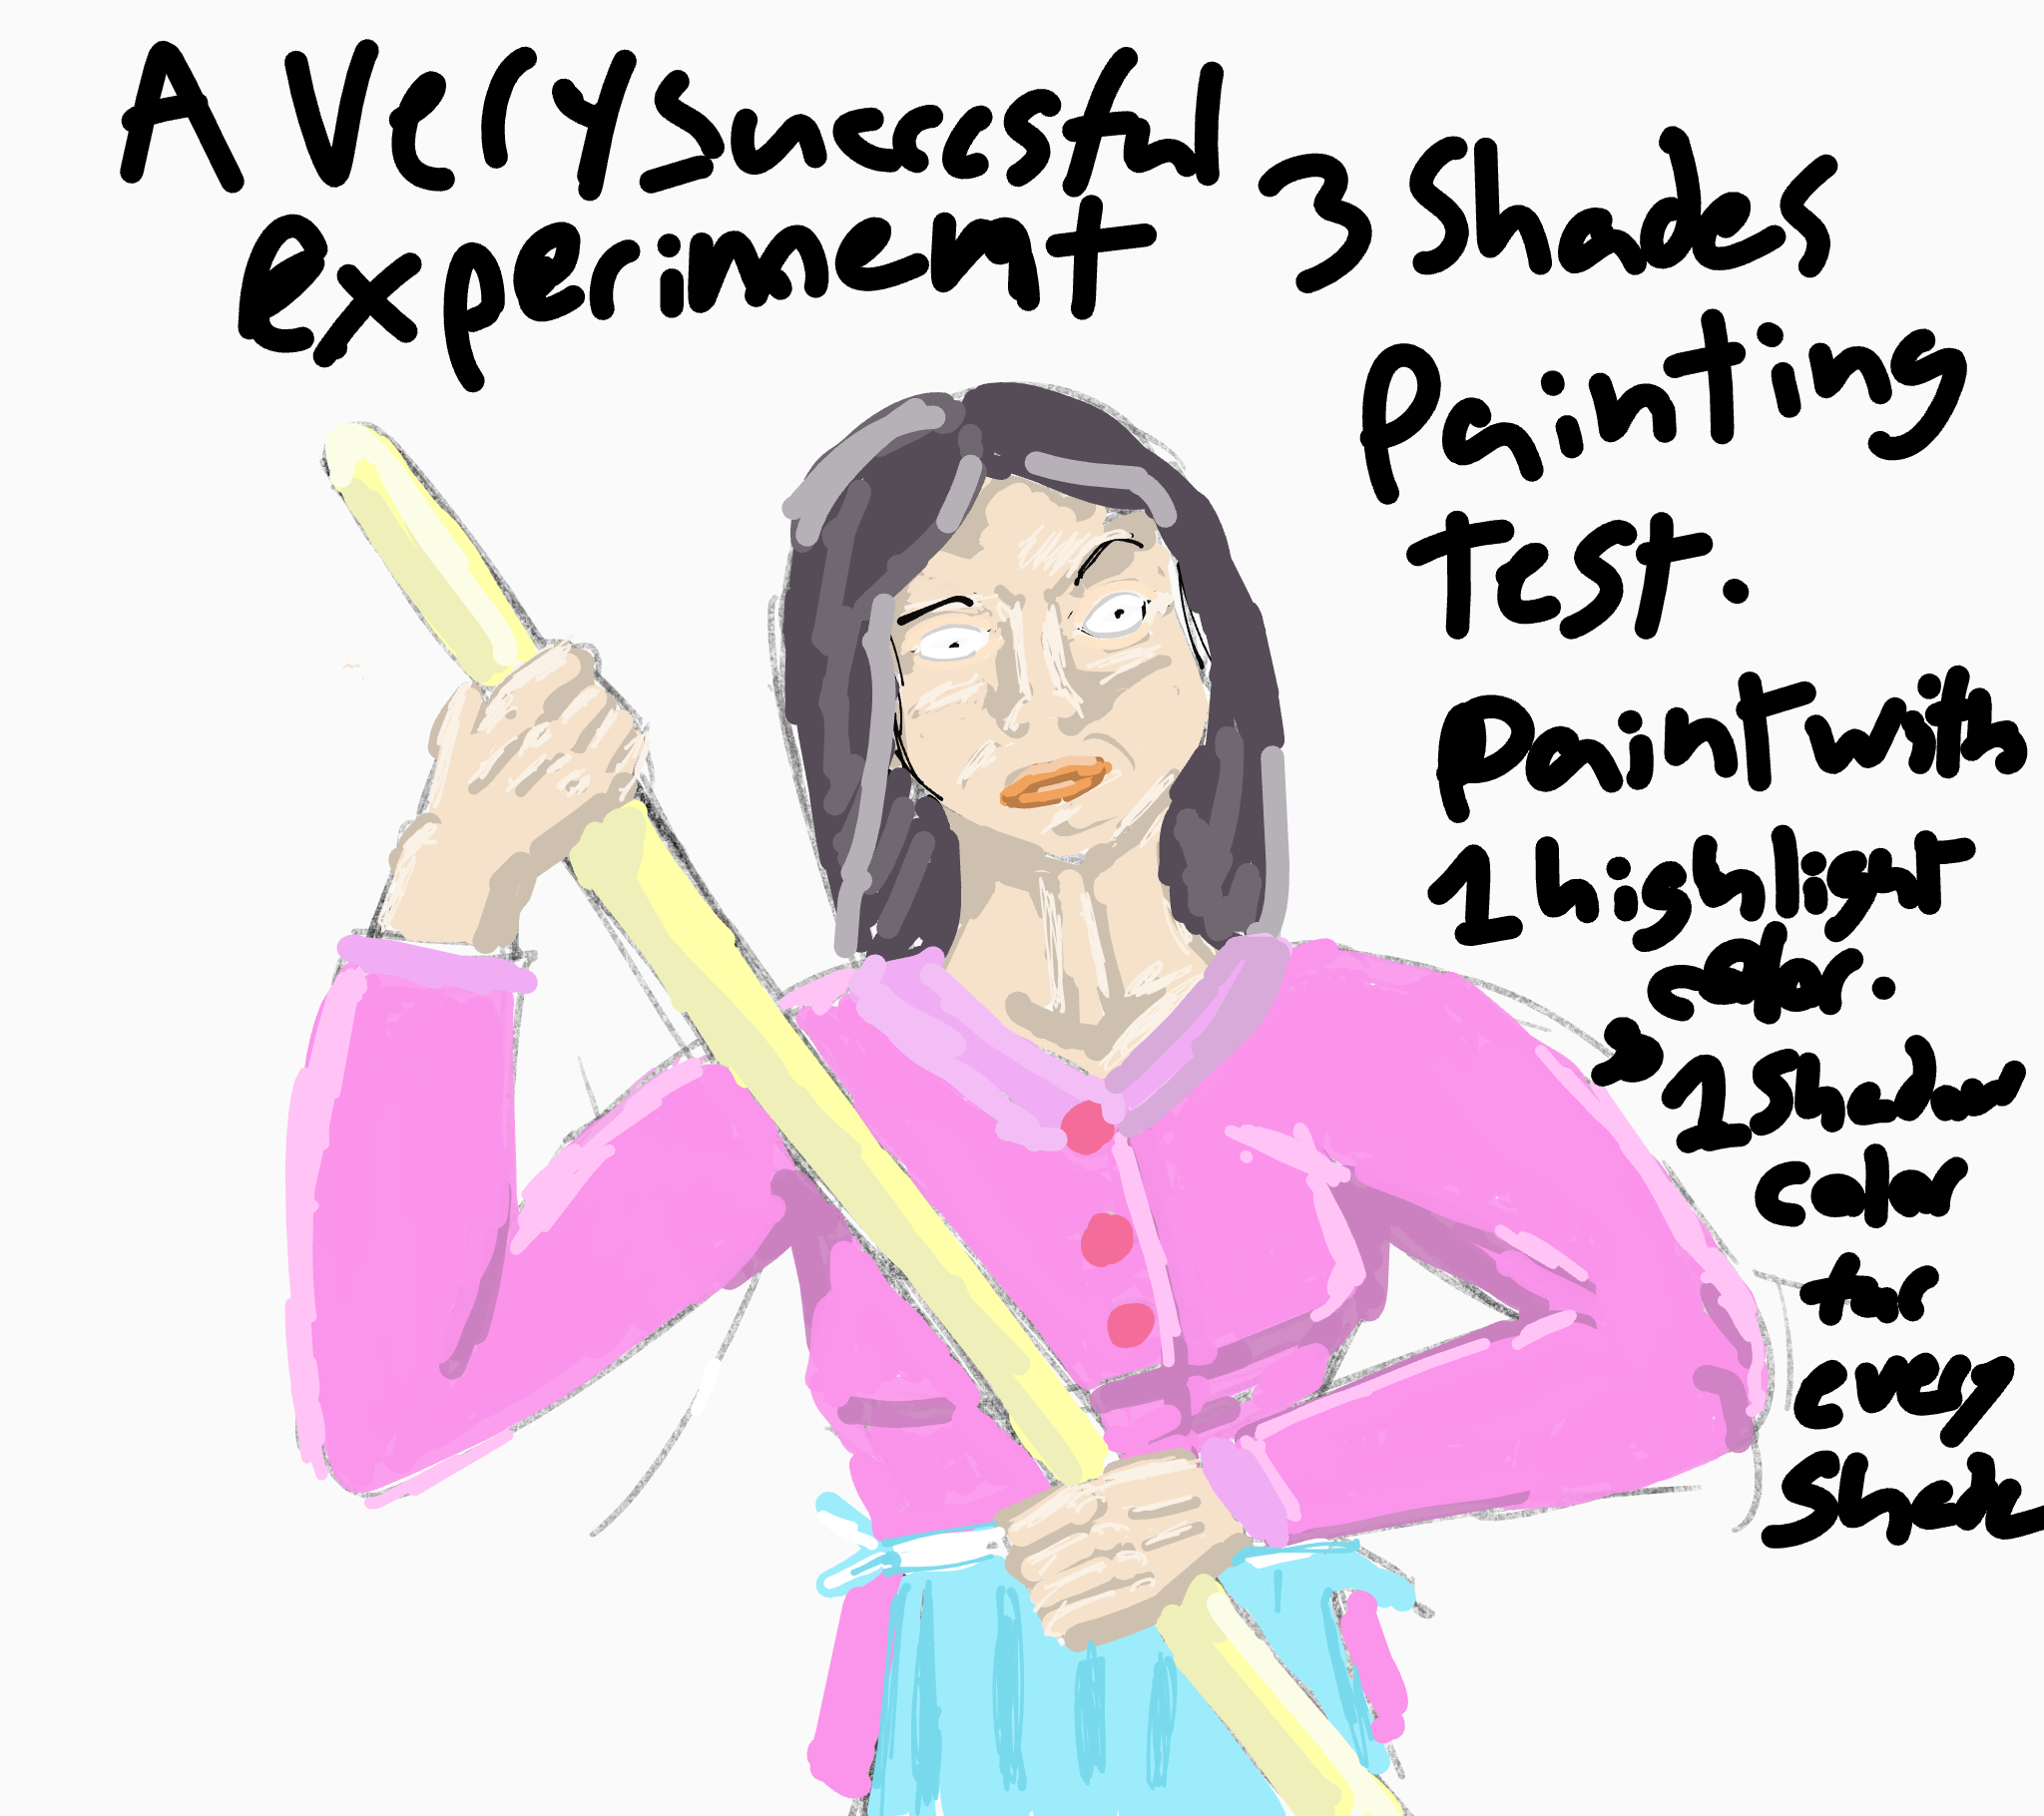 A Very Successful
experiment
3 Shades
Painting
Test.
Paint with
1 highlight
color.
1 Shadow
color
for
every
Shade